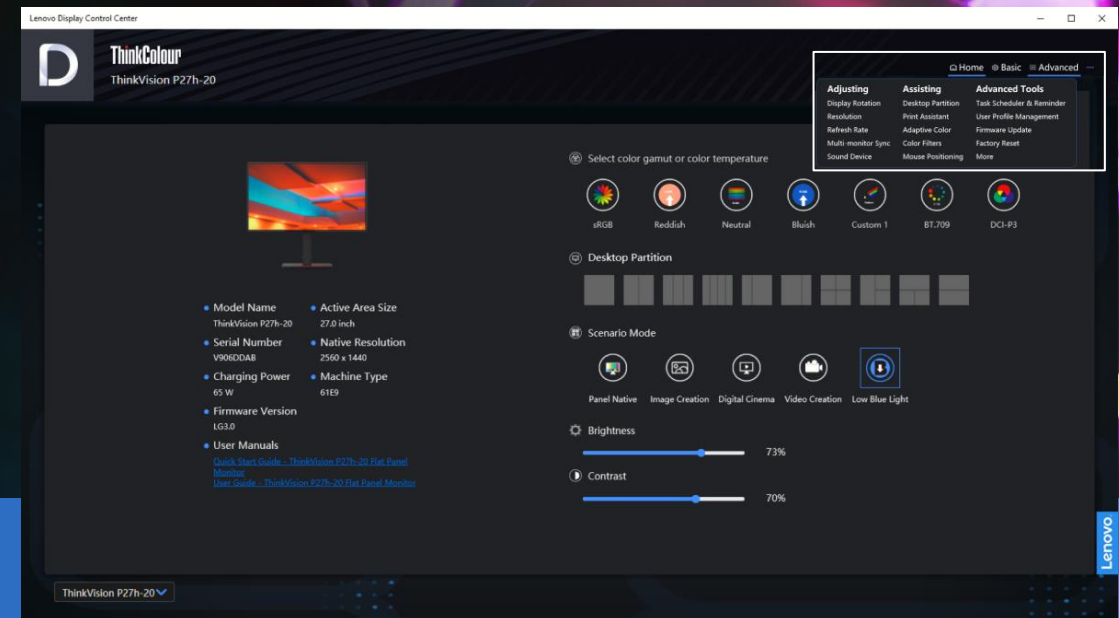 Lenovo Display Control Center
D
ThinkColour
ThinkVision P27h-20
Home Basic Advanced
Adjusting Assisting Advanced Tools
Display Rotation Desktop Partition Task Scheduler & Reminder
Resolution Print Assistant User Profile Management
Refresh Rate Adaptive Color Firmware Update
Multi-monitor Sync Color Filters Factory Reset
Sound Device Mouse Positioning More
Select color gamut or color temperature
sRGB Reddish Neutral Bluish Custom 1 BT.709 DCI-P3
Desktop Partition
Model Name Active Area Size
ThinkVision P27h-20 27.0 inch
Serial Number Native Resolution
V906DDAB 2560 x 1440
Charging Power Machine Type
65 W 61E9
Firmware Version
LG3.0
User Manuals
Quick Start Guide - ThinkVision P27h-20 Flat Panel
Monitor
User Guide - ThinkVision P27h-20 Flat Panel Monitor
Scenario Mode
Panel Native Image Creation Digital Cinema Video Creation Low Blue Light
Brightness
73%
Contrast
70%
ThinkVision P27h-20
Lenovo